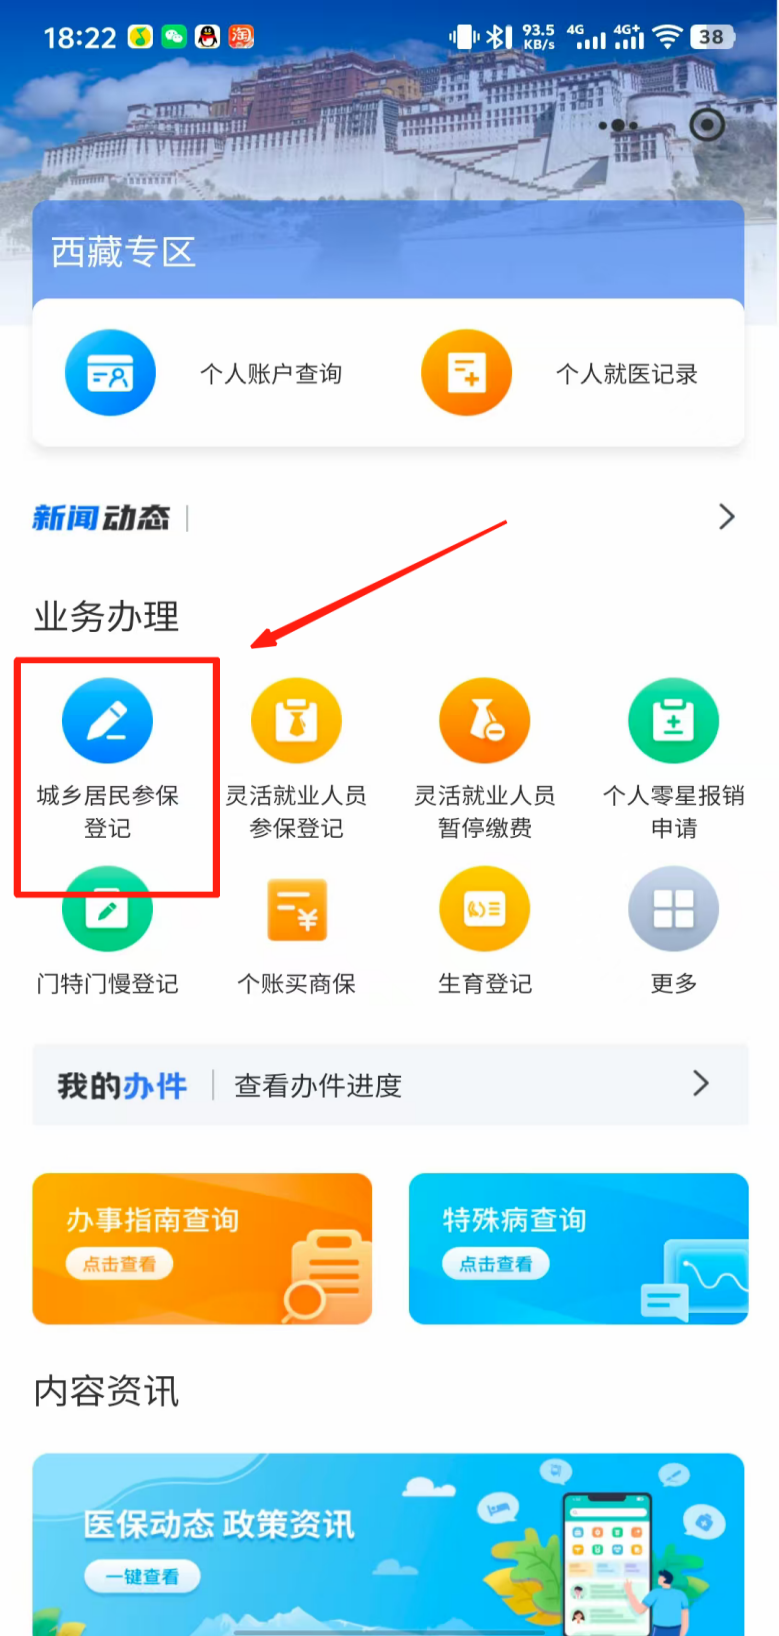 18:22
淘
93.5
KB/s
4G
4G+
38
西藏专区
个人账户查询
个人就医记录
新闻动态
业务办理
城乡居民参保
登记
灵活就业人员
参保登记
灵活就业人员
暂停缴费
个人零星报销
申请
门特门慢登记
个账买商保
生育登记
更多
我的办件
查看办件进度
办事指南查询
点击查看
特殊病查询
点击查看
内容资讯
医保动态 政策资讯
一键查看